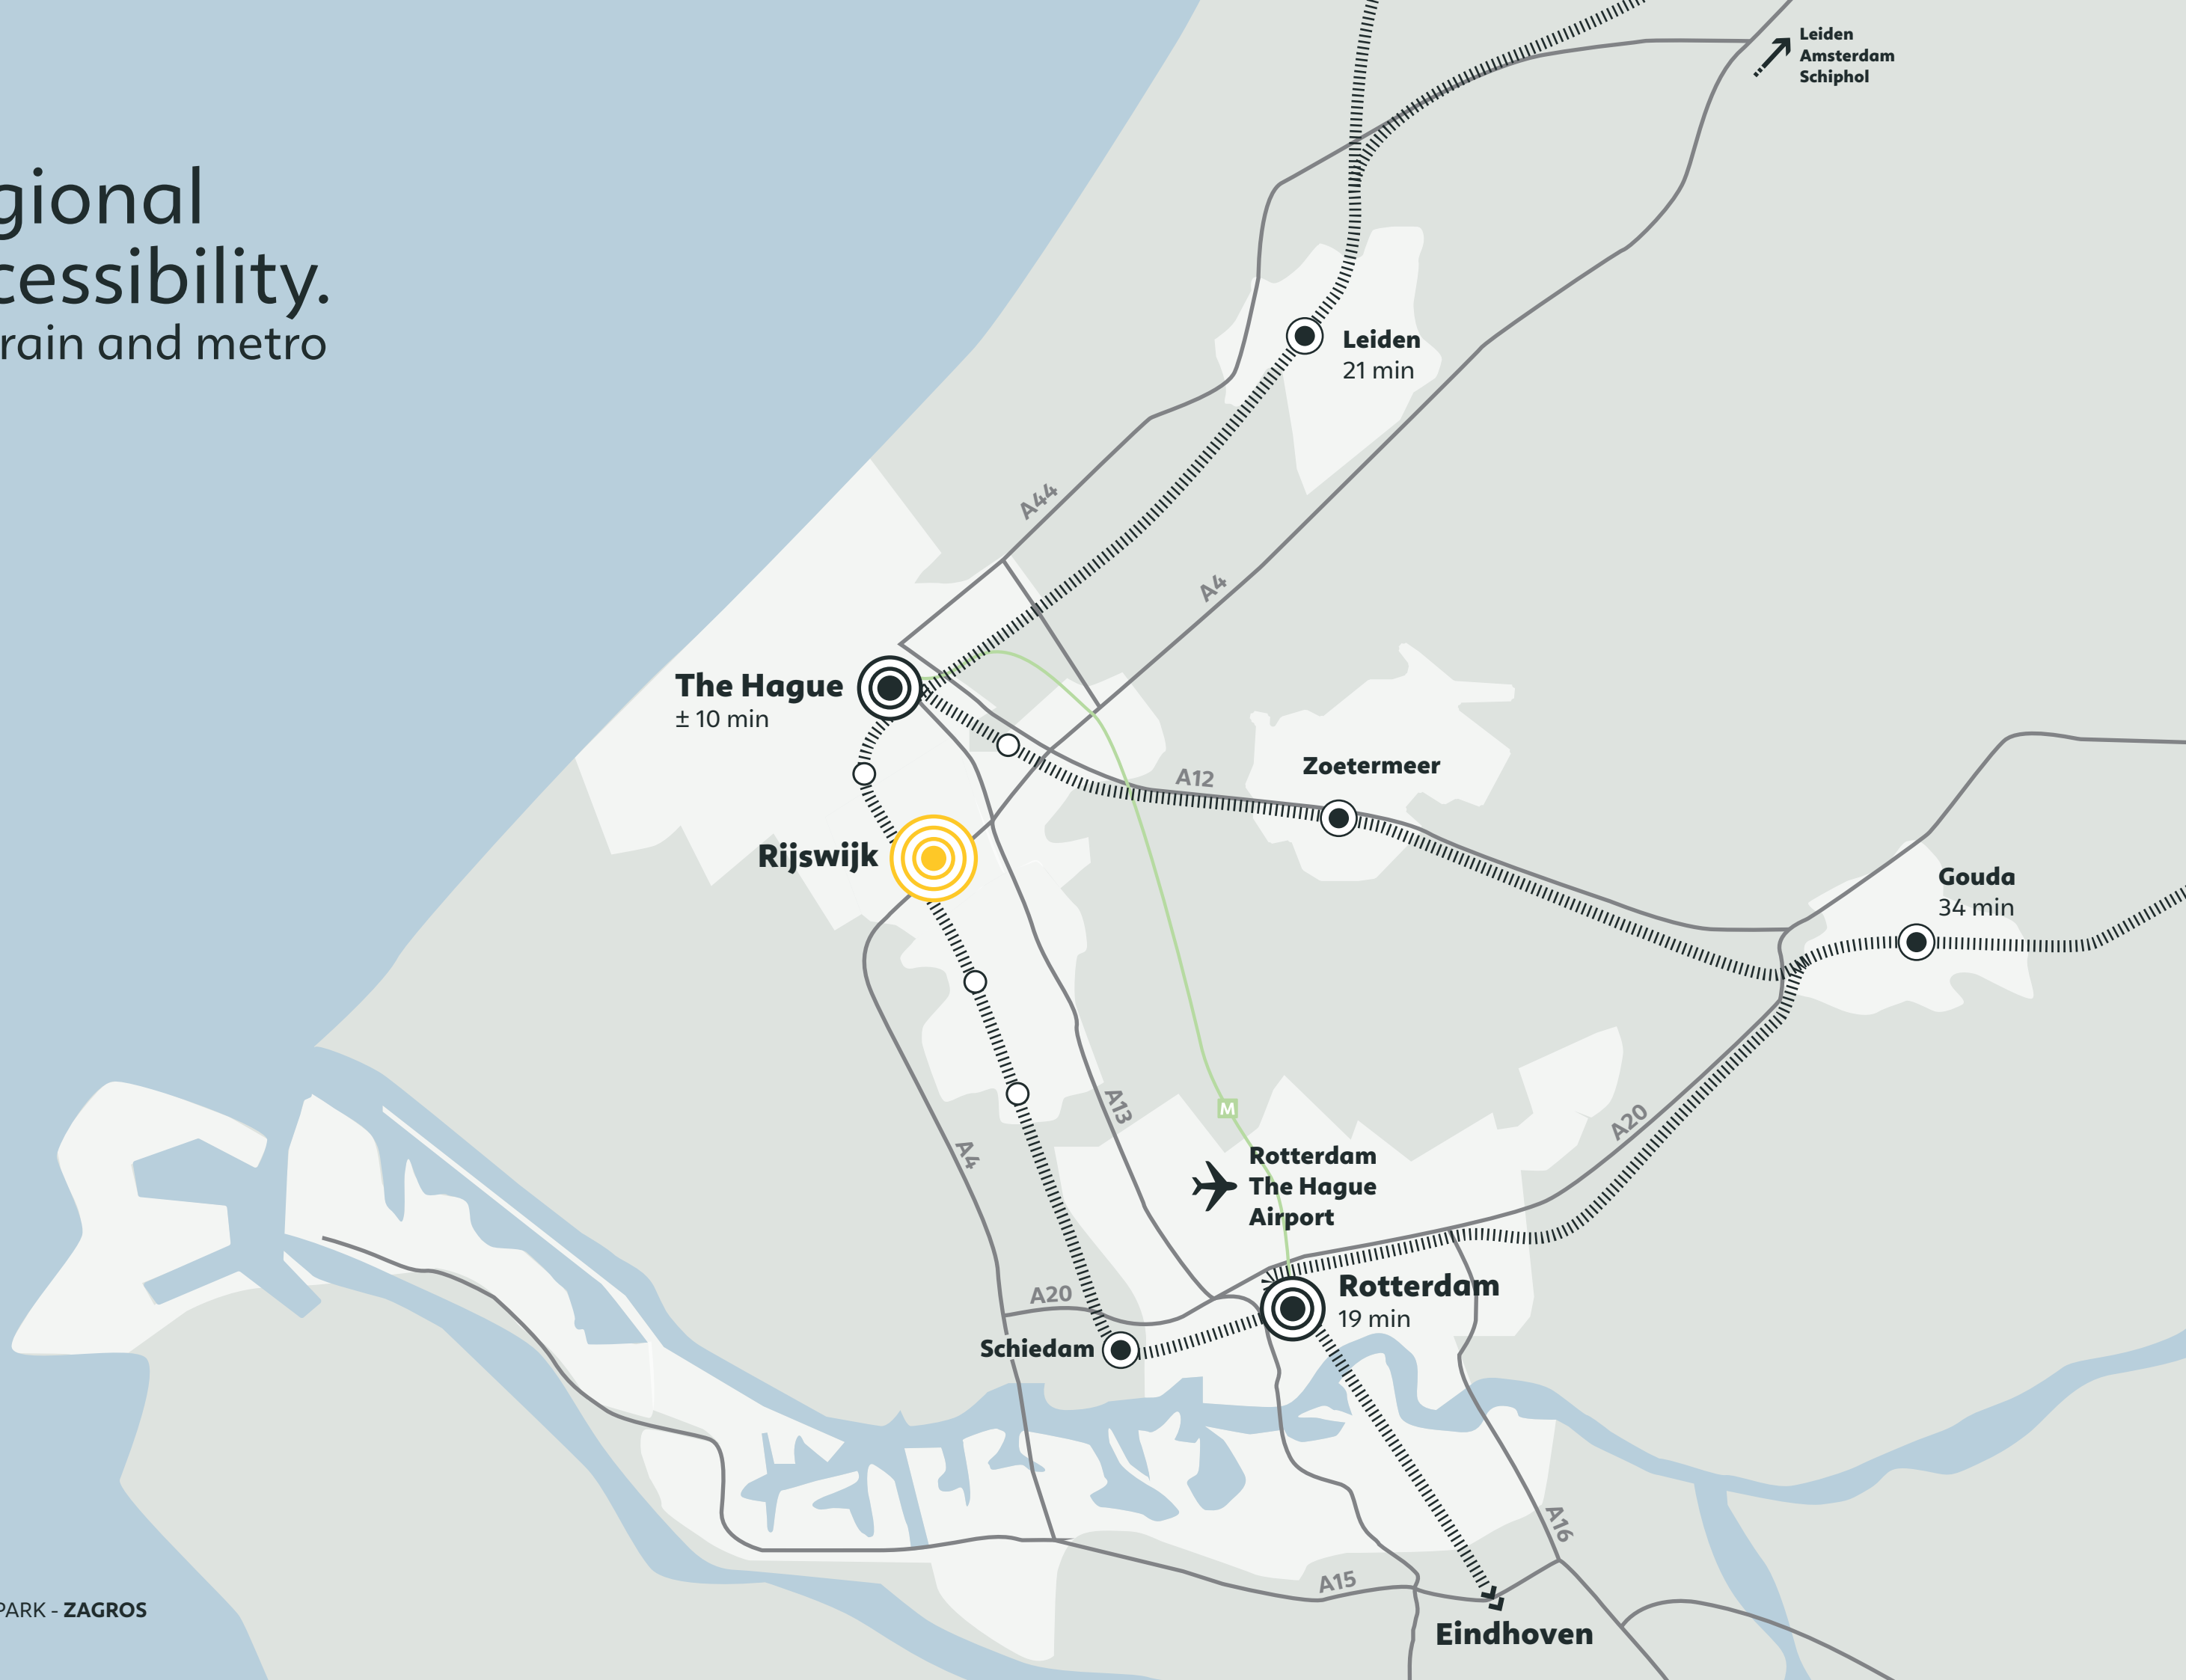 gional
cessibility.
rain and metro
Leiden
Amsterdam
Schiphol
Leiden
21 min
A44
A4
The Hague
± 10 min
Zoetermeer
A12
Rijswijk
Gouda
34 min
M
A13
A4
A20
Rotterdam
The Hague
Airport
A20
Rotterdam
19 min
Schiedam
A16
A15
PARK - ZAGROS
Eindhoven